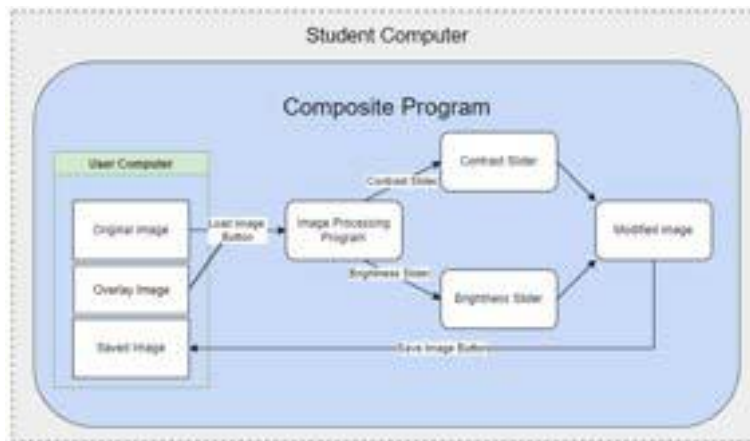 Student Computer
Composite Program
User Computer
Contrast Slider
Contrast Slider
Original Image
Load Image
Button
Image Processing
Program
Modified Image
Brightness Slider
Overlay Image
Brightness Slider
Saved Image
Save Image Button